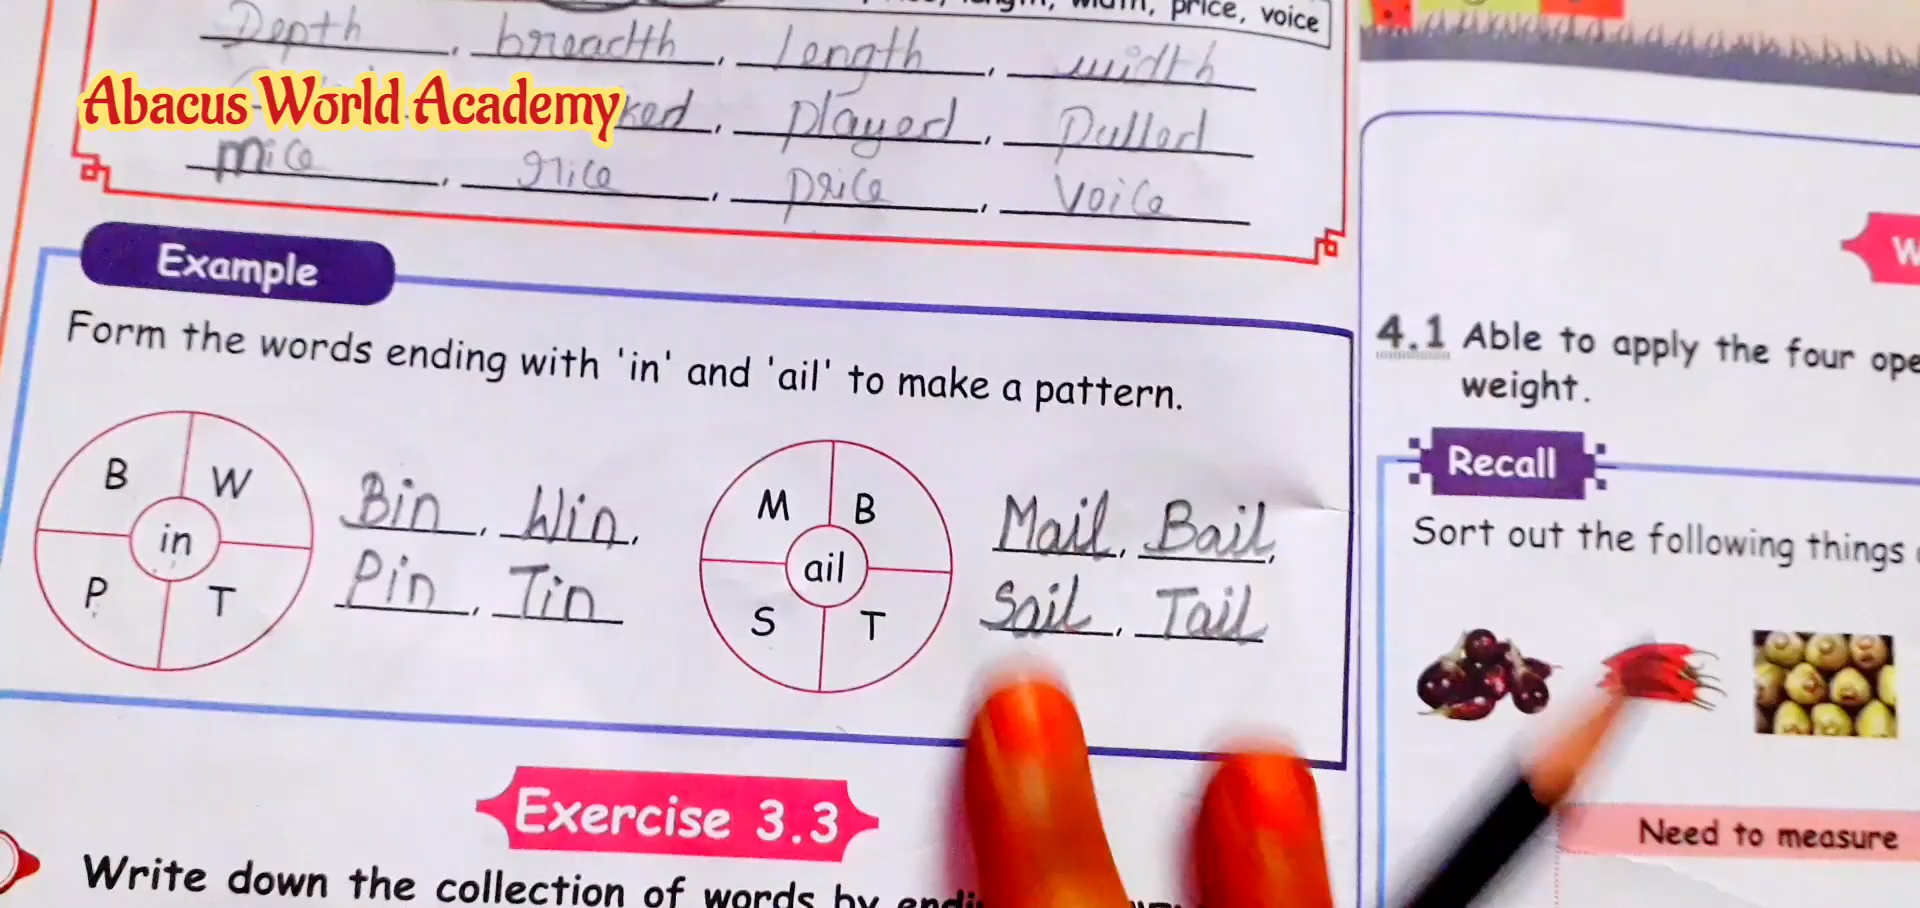 width, price, voice
Depth, breadth, length, width
Abacus World Academy
played, Pulled
mice, rice, price, voice
Example
Form the words ending with 'in' and 'ail' to make a pattern.
B W
in
P T
Bin, Win,
Pin, Tin
M B
ail
S T
Mail, Bail,
Sail, Tail
Exercise 3.3
Write down the collection of words by
4.1 Able to apply the four
weight.
Recall
Sort out the following things
Need to measure